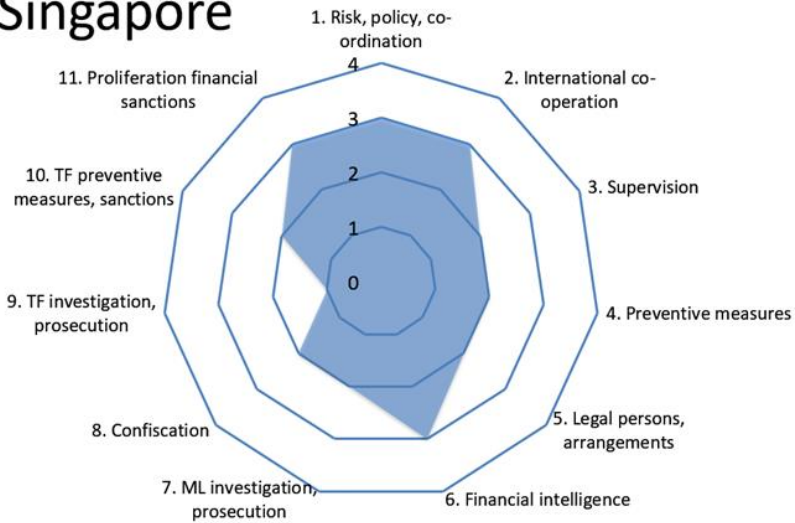 Singapore
1. Risk, policy, co-
ordination
2. International co-
operation
3. Supervision
4. Preventive measures
5. Legal persons,
arrangements
6. Financial intelligence
7. ML investigation,
prosecution
8. Confiscation
9. TF investigation,
prosecution
10. TF preventive
measures, sanctions
11. Proliferation financial
sanctions
4
3
2
1
0